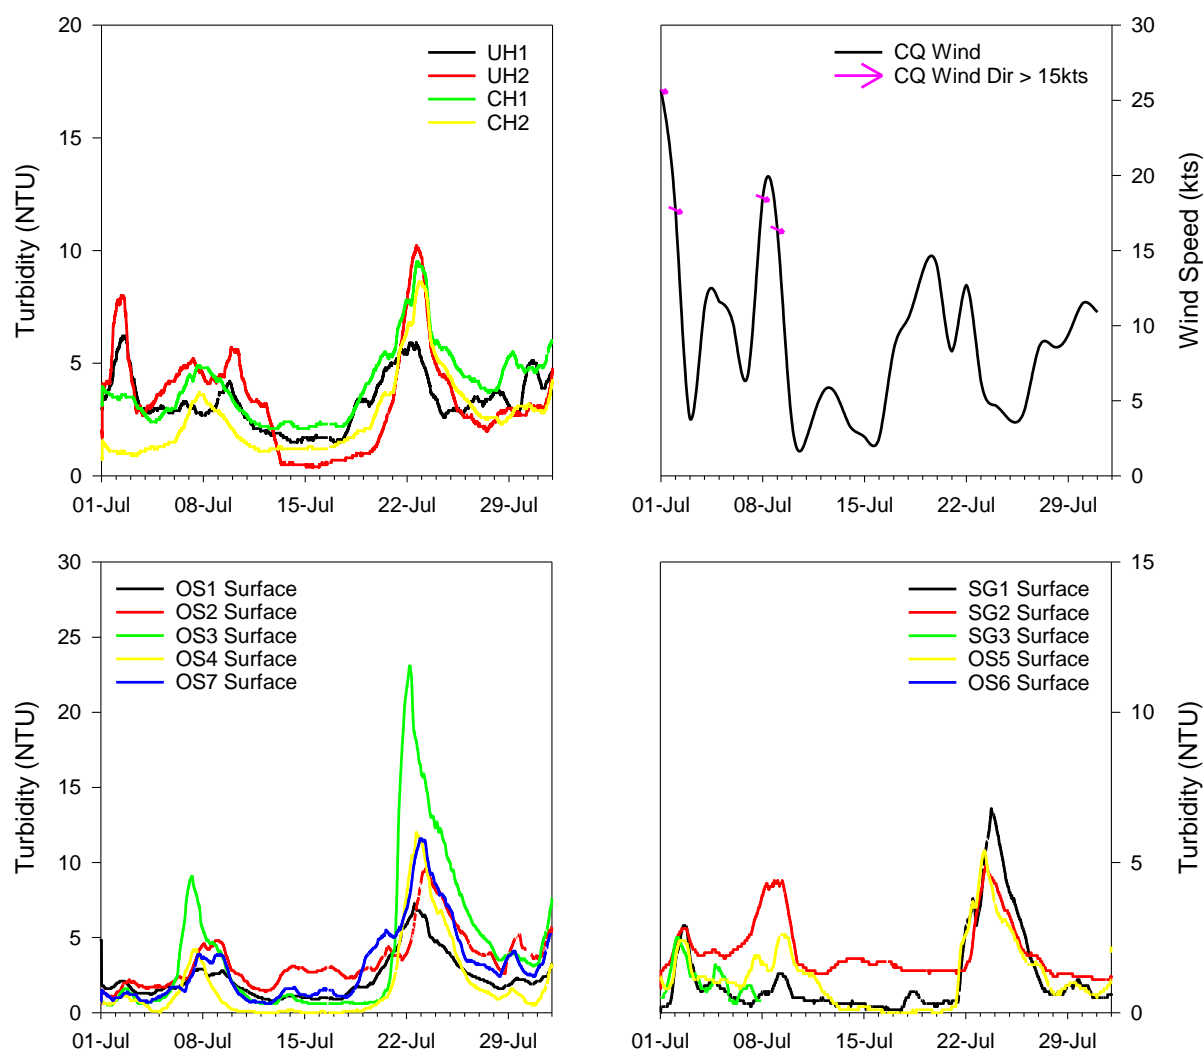 20
15
10
5
0
Turbidity (NTU)
UH1
UH2
CH1
CH2
01-Jul
08-Jul
15-Jul
22-Jul
29-Jul
CQ Wind
CQ Wind Dir > 15kts
30
25
20
15
10
5
0
Wind Speed (kts)
01-Jul
08-Jul
15-Jul
22-Jul
29-Jul
30
25
20
15
10
5
0
Turbidity (NTU)
OS1 Surface
OS2 Surface
OS3 Surface
OS4 Surface
OS7 Surface
01-Jul
08-Jul
15-Jul
22-Jul
29-Jul
SG1 Surface
SG2 Surface
SG3 Surface
OS5 Surface
OS6 Surface
15
10
5
0
Turbidity (NTU)
01-Jul
08-Jul
15-Jul
22-Jul
29-Jul